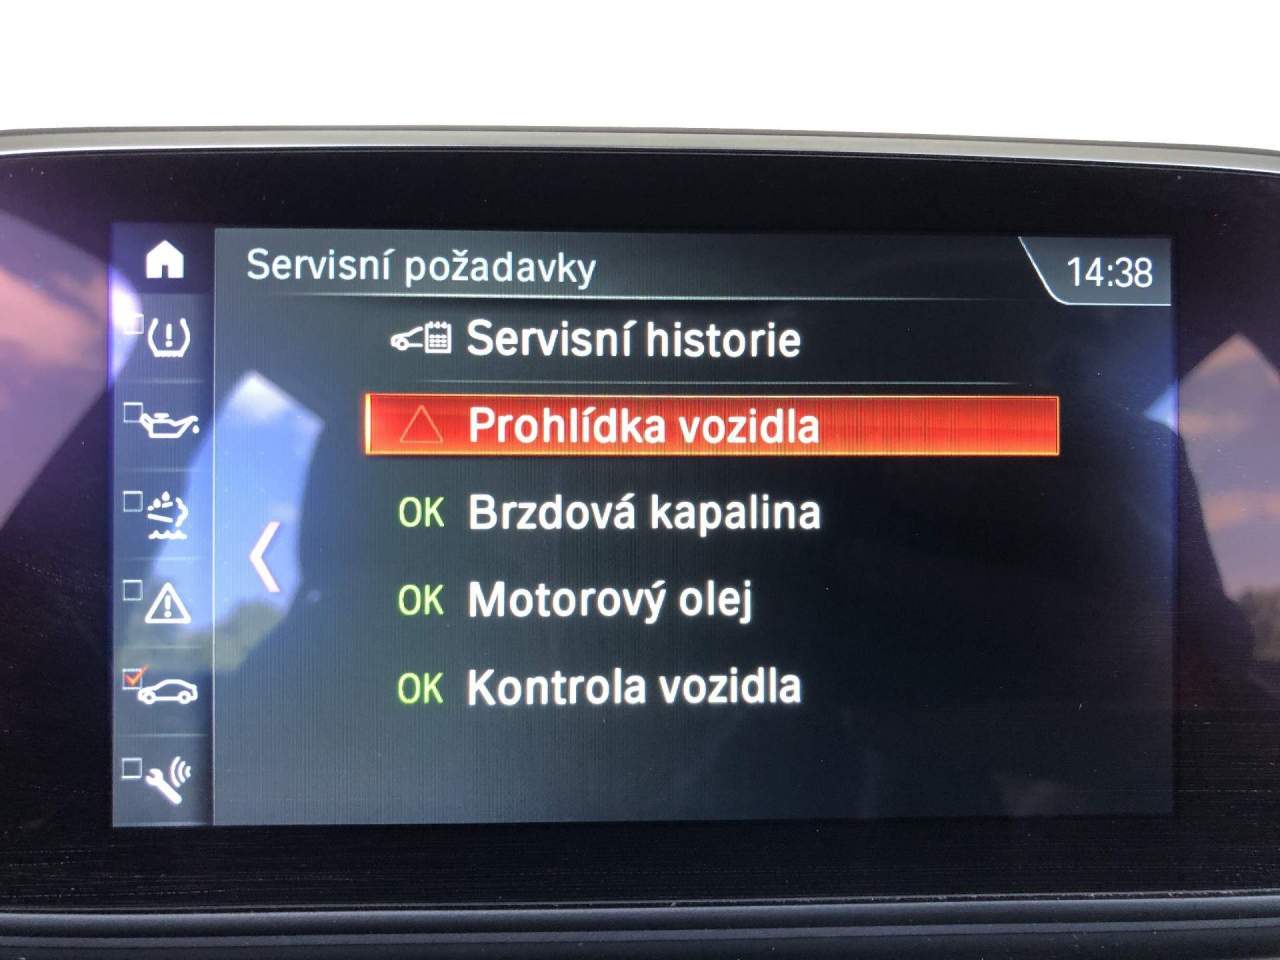 Servisní požadavky
14:38
Servisní historie
Prohlídka vozidla
OK Brzdová kapalina
OK Motorový olej
OK Kontrola vozidla